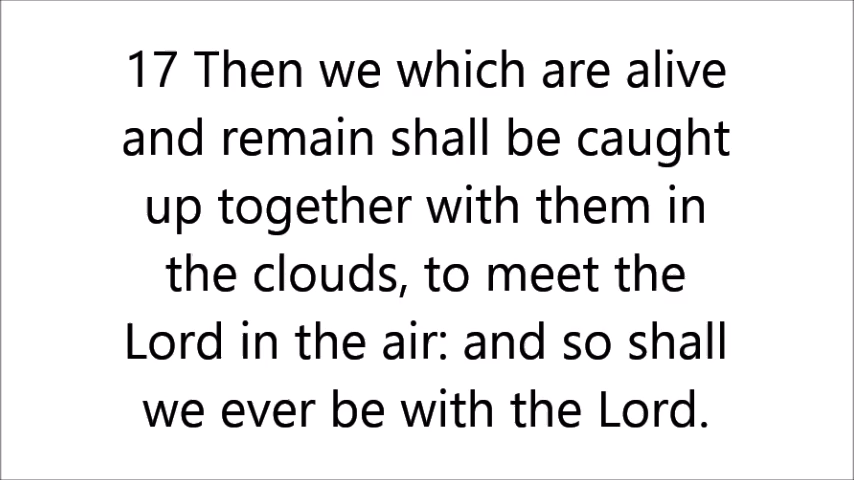 17 Then we which are alive
and remain shall be caught
up together with them in
the clouds, to meet the
Lord in the air: and so shall
we ever be with the Lord.